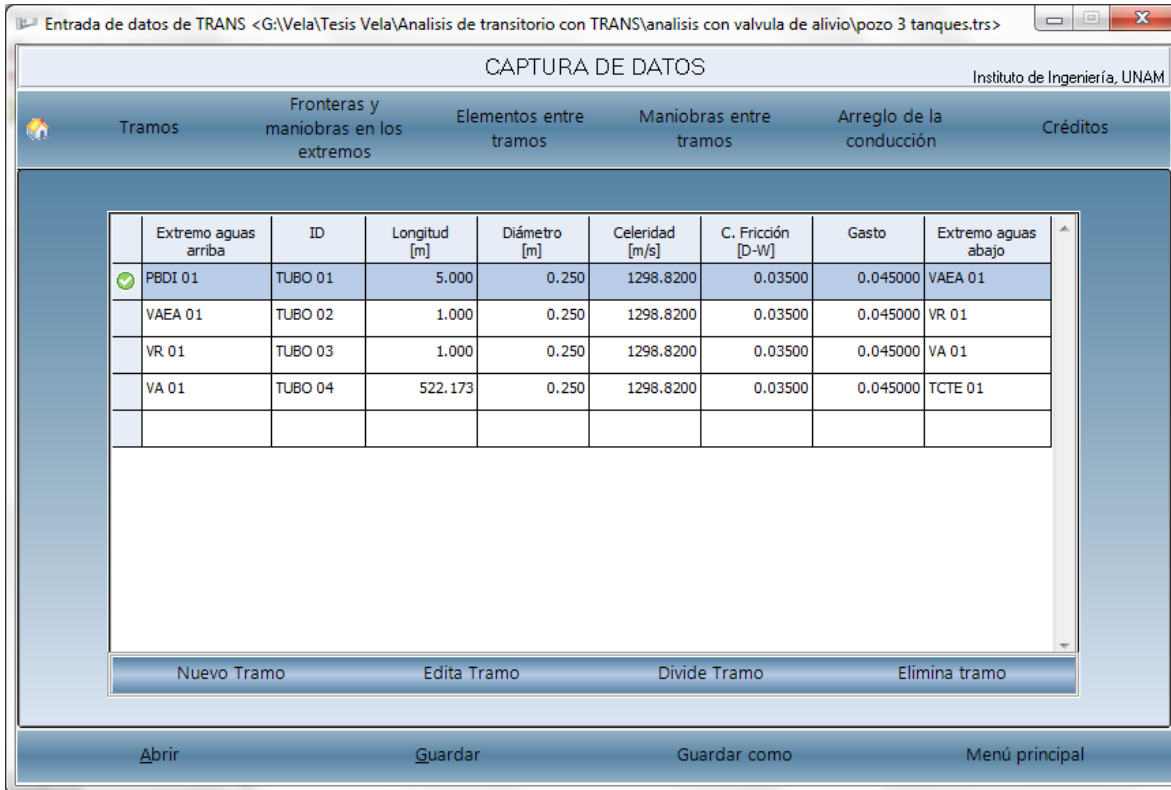 Entrada de datos de TRANS <G:\Vela\Tesis Vela\Analisis de transitorio con TRANS\analisis con valvula de alivio\pozo 3 tanques.trs>
CAPTURA DE DATOS
Instituto de Ingeniería, UNAM
Tramos
Fronteras y
maniobras en los
extremos
Elementos entre
tramos
Maniobras entre
tramos
Arreglo de la
conducción
Créditos
Extremo aguas
arriba
ID
Longitud
[m]
Diámetro
[m]
Celeridad
[m/s]
C. Fricción
[D-W]
Gasto
Extremo aguas
abajo
PBDI 01 TUBO 01 5.000 0.250 1298.8200 0.03500 0.045000 VAEA 01
VAEA 01 TUBO 02 1.000 0.250 1298.8200 0.03500 0.045000 VR 01
VR 01 TUBO 03 1.000 0.250 1298.8200 0.03500 0.045000 VA 01
VA 01 TUBO 04 522.173 0.250 1298.8200 0.03500 0.045000 TCTE 01
Nuevo Tramo Edita Tramo Divide Tramo Elimina tramo
Abrir Guardar Guardar como Menú principal